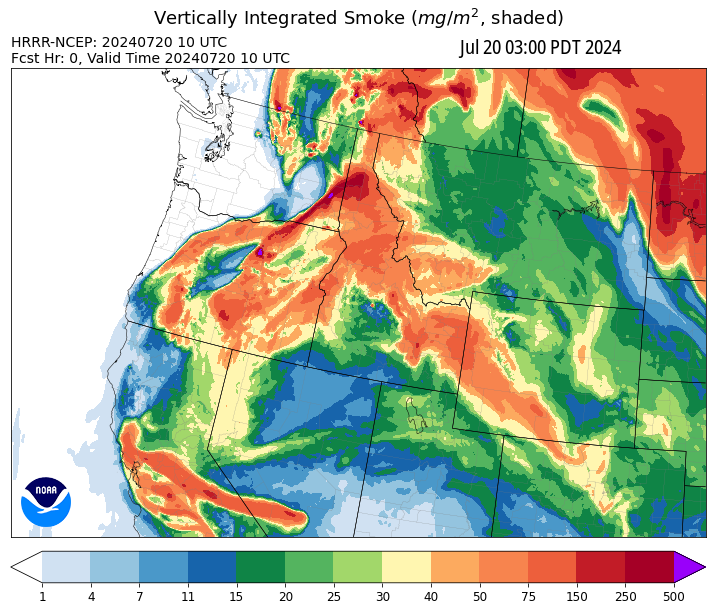 Vertically Integrated Smoke (mg/m², shaded)
HRRR-NCEP: 20240720 10 UTC
Jul 20 03:00 PDT 2024
Fcst Hr: 0, Valid Time 20240720 10 UTC
NOAA
1 4 7 11 15 20 25 30 40 50 75 150 250 500